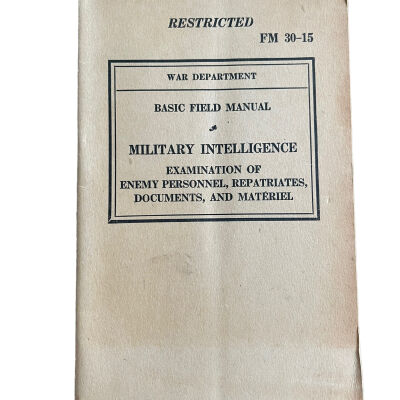 RESTRICTED
FM 30-15
WAR DEPARTMENT
BASIC FIELD MANUAL
MILITARY INTELLIGENCE
EXAMINATION OF
ENEMY PERSONNEL, REPATRIATES,
DOCUMENTS, AND MATÉRIEL